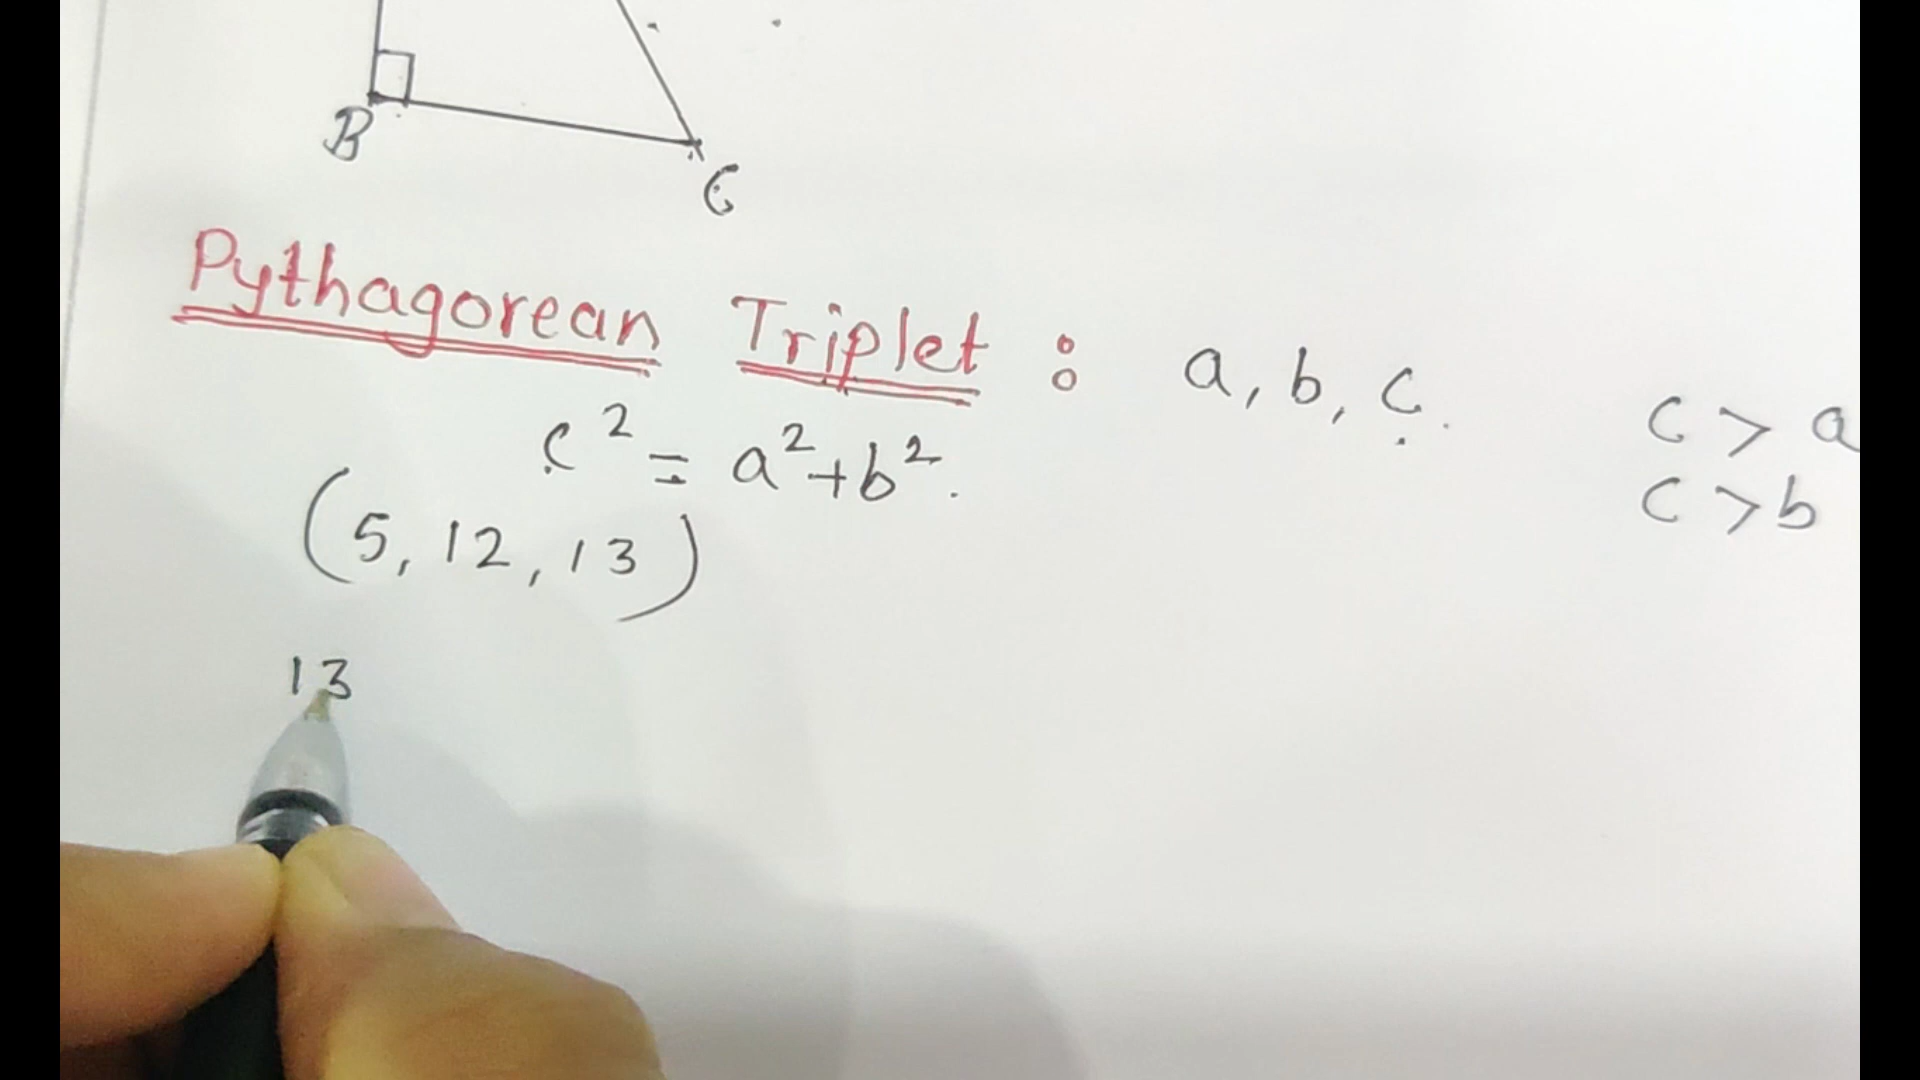 B
C
Pythagorean Triplet : a, b, c.
c > a
c² = a²+b².
c > b
(5, 12, 13)
13